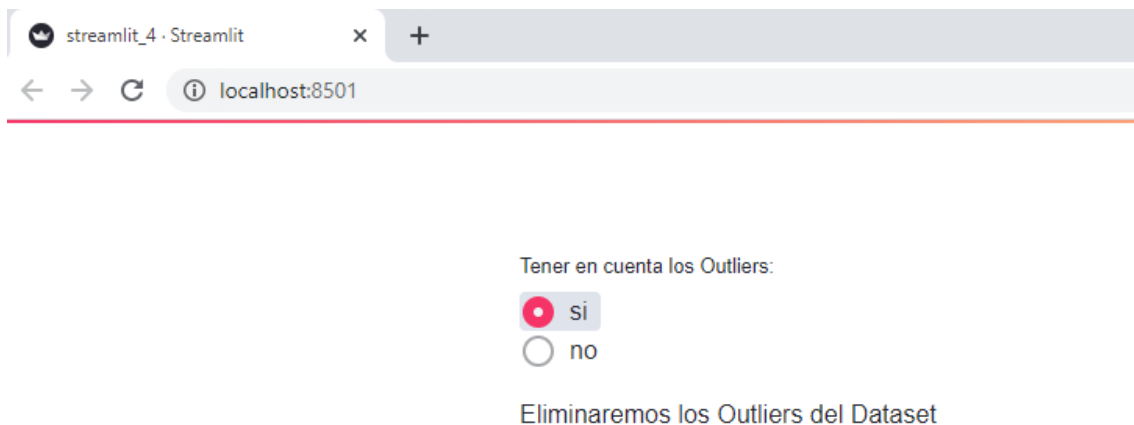 streamlit_4 · Streamlit
localhost:8501
Tener en cuenta los Outliers:
si
no
Eliminaremos los Outliers del Dataset